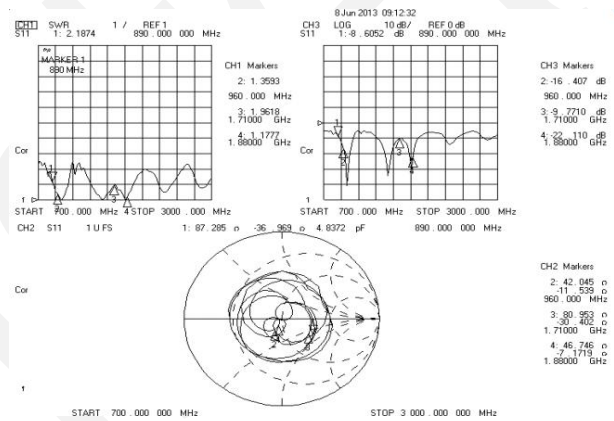 8 Jun 2013 09:12:32
CH1 SWR 1 / REF 1
S11 1: 2.1874 890.000 000 MHz
MARKER 1
890 MHz
CH1 Markers
2: 1.3593
960.000 MHz
3: 1.9618
1.71000 GHz
4: 1.1777
1.88000 GHz
Cor
1
START 700.000 MHz STOP 3000.000 MHz
CH3 LOG 10 dB/ REF 0 dB
S11 1:-8.6052 dB 890.000 000 MHz
CH3 Markers
2:-16.407 dB
960.000 MHz
3:-9.7710 dB
1.71000 GHz
4:-22.110 dB
1.88000 GHz
Cor
1
START 700.000 MHz STOP 3000.000 MHz
CH2 S11 1 U FS 1: 87.285 o -36.969 o 4.8372 pF 890.000 000 MHz
CH2 Markers
2: 42.045 o
-11.539 o
960.000 MHz
3: 80.953 o
-30.402 o
1.71000 GHz
4: 46.746 o
-7.1719 o
1.88000 GHz
Cor
1
START 700.000 000 MHz STOP 3 000.000 000 MHz